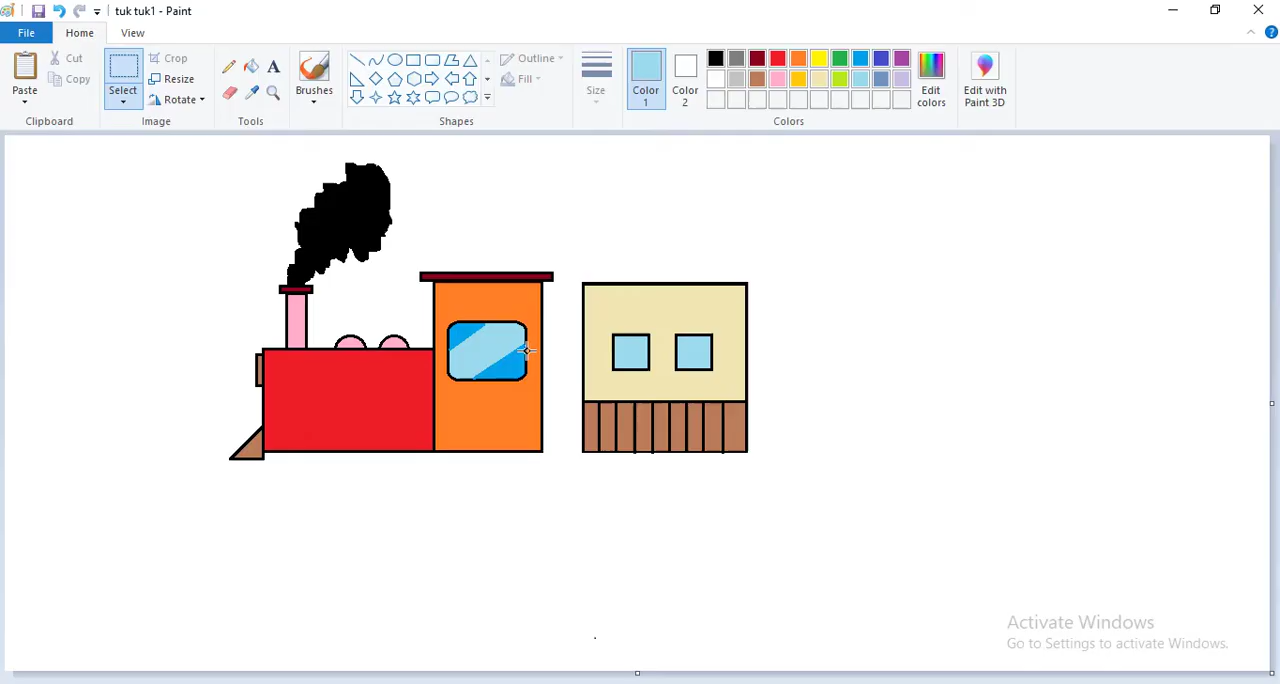 tuk tuk1 - Paint
File Home View
Paste Cut Copy Clipboard
Select Crop Resize Rotate Image
Tools
Brushes
Outline Fill Shapes
Size
Color 1 Color 2 Edit colors Colors
Edit with Paint 3D
Activate Windows
Go to Settings to activate Windows.